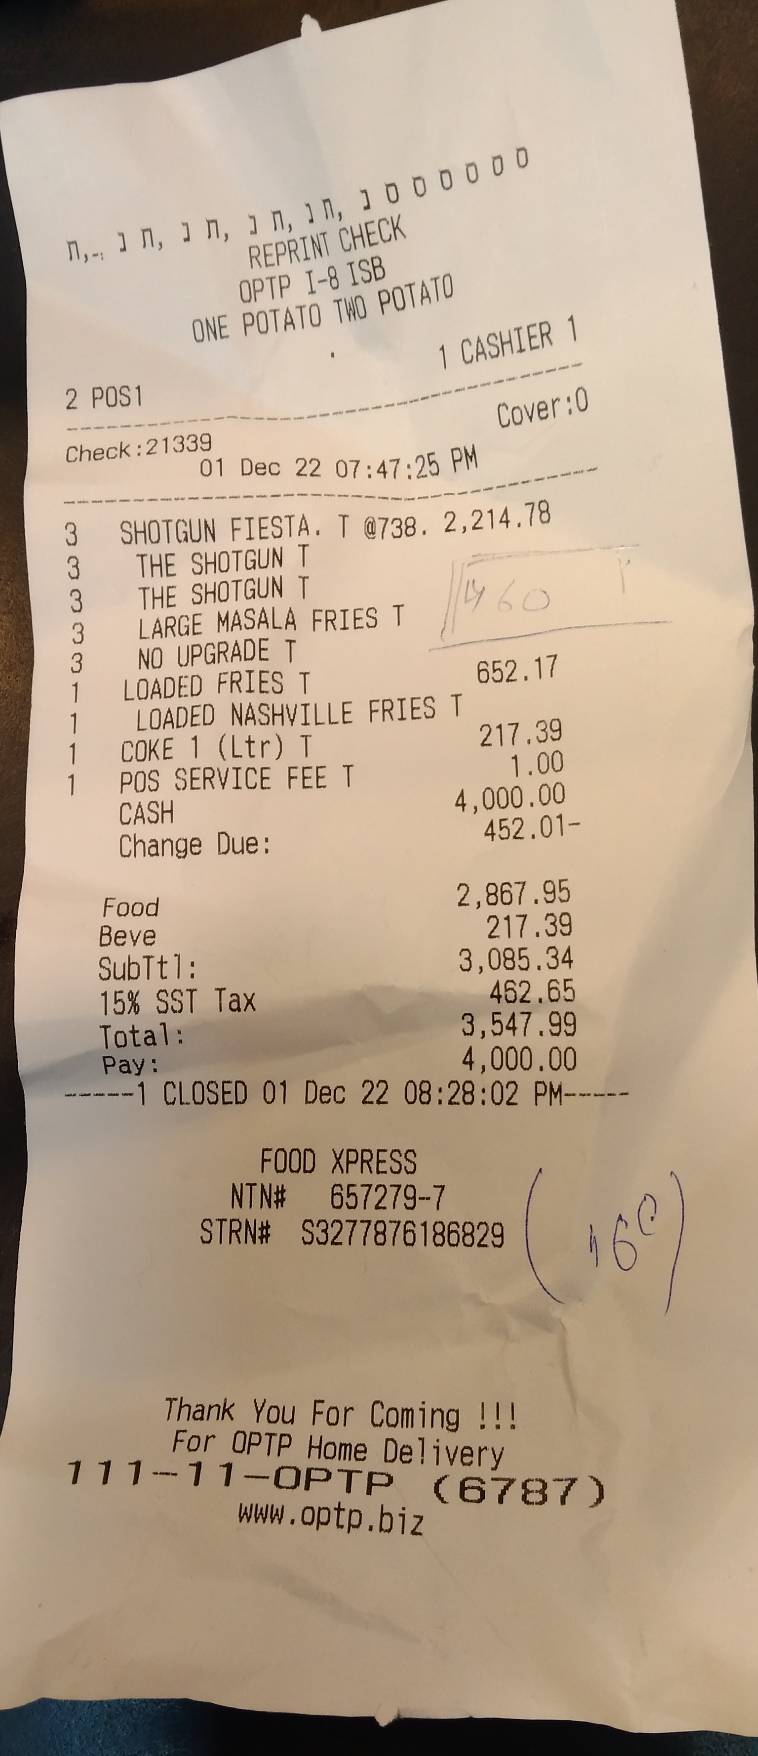 REPRINT CHECK
OPTP I-8 ISB
ONE POTATO TWO POTATO
2 POS1 1 CASHIER 1
Check:21339 Cover:0
01 Dec 22 07:47:25 PM
3 SHOTGUN FIESTA. T @738. 2,214.78
3 THE SHOTGUN T
3 THE SHOTGUN T
3 LARGE MASALA FRIES T
3 NO UPGRADE T
1 LOADED FRIES T 652.17
1 LOADED NASHVILLE FRIES T
1 COKE 1 (Ltr) T 217.39
1 POS SERVICE FEE T 1.00
CASH 4,000.00
Change Due: 452.01-
Food 2,867.95
Beve 217.39
SubTtl: 3,085.34
15% SST Tax 462.65
Total: 3,547.99
Pay: 4,000.00
-----1 CLOSED 01 Dec 22 08:28:02 PM-----
FOOD XPRESS
NTN# 657279-7
STRN# S3277876186829
Thank You For Coming !!!
For OPTP Home Delivery
111-11-OPTP (6787)
www.optp.biz